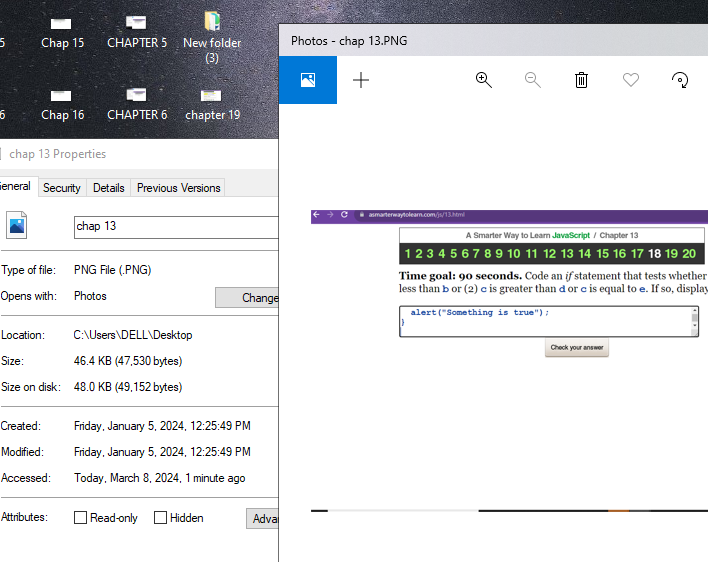 5 Chap 15 CHAPTER 5 New folder
(3)
6 Chap 16 CHAPTER 6 chapter 19
chap 13 Properties
General Security Details Previous Versions
chap 13
Type of file: PNG File (.PNG)
Opens with: Photos Change
Location: C:\Users\DELL\Desktop
Size: 46.4 KB (47,530 bytes)
Size on disk: 48.0 KB (49,152 bytes)
Created: Friday, January 5, 2024, 12:25:49 PM
Modified: Friday, January 5, 2024, 12:25:49 PM
Accessed: Today, March 8, 2024, 1 minute ago
Attributes: Read-only Hidden Adva
Photos - chap 13.PNG
asmarterwaytolearn.com/js/13.html
A Smarter Way to Learn JavaScript / Chapter 13
1 2 3 4 5 6 7 8 9 10 11 12 13 14 15 16 17 18 19 20
Time goal: 90 seconds. Code an if statement that tests whether
less than b or (2) c is greater than d or c is equal to e. If so, display
alert("Something is true");
}
Check your answer